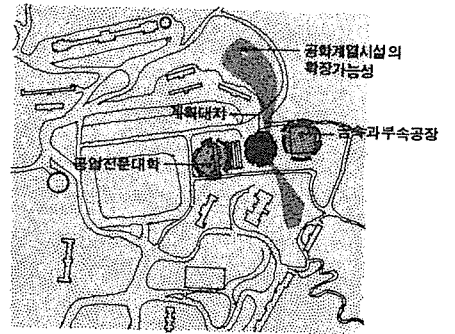 공학계열시설의
확장가능성
계획대지
금속과부속공장
공업전문대학